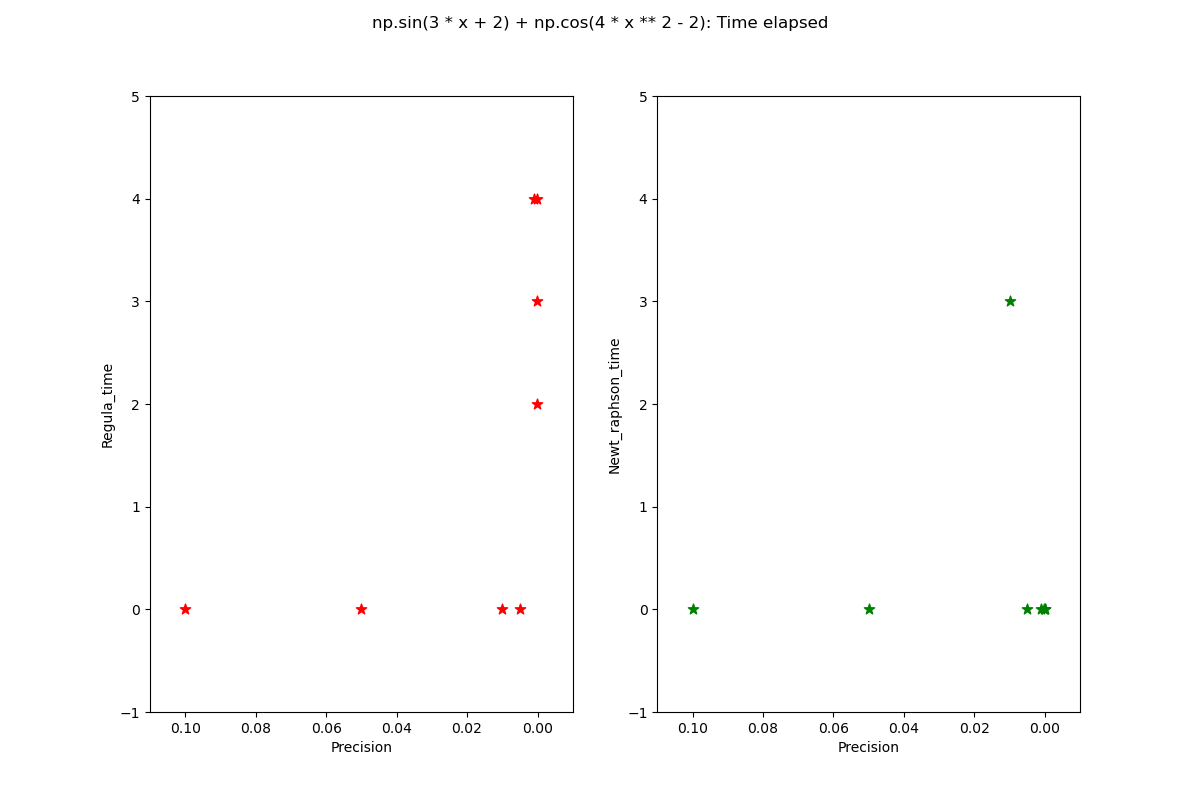 np.sin(3 * x + 2) + np.cos(4 * x ** 2 - 2): Time elapsed
5
4
3
2
1
0
−1
Regula_time
0.10 0.08 0.06 0.04 0.02 0.00
Precision
5
4
3
2
1
0
−1
Newt_raphson_time
0.10 0.08 0.06 0.04 0.02 0.00
Precision